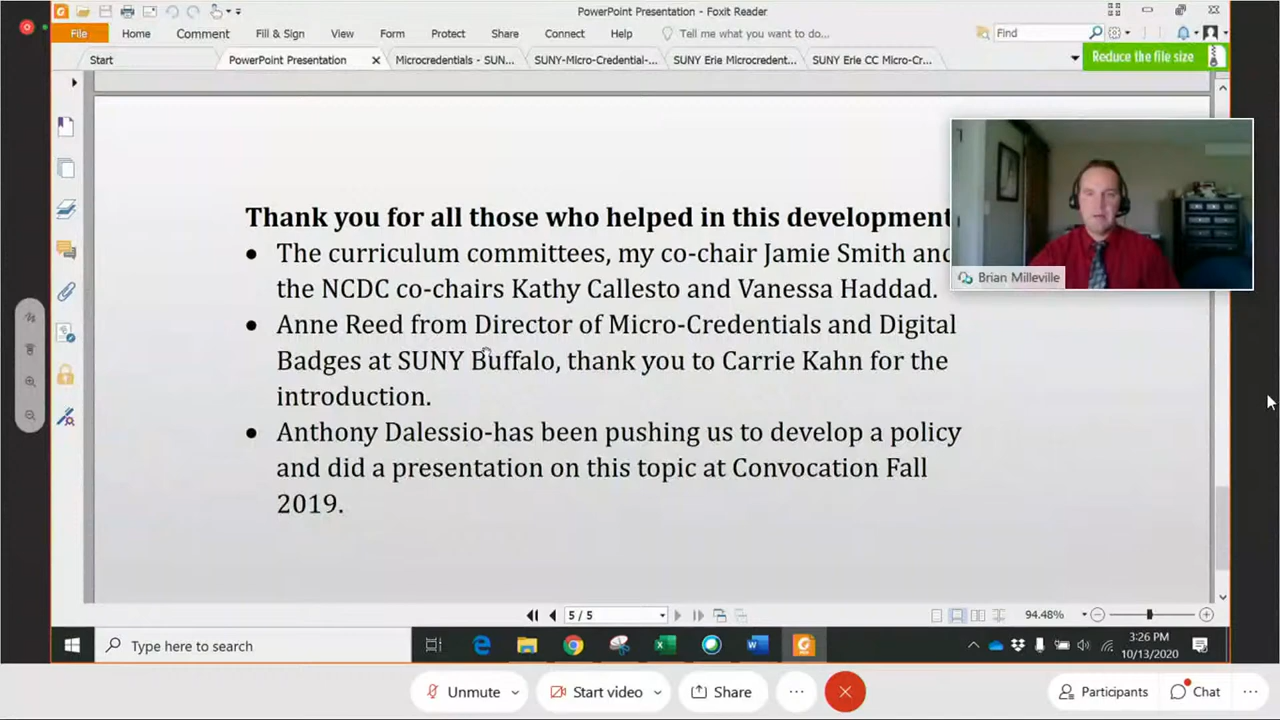 PowerPoint Presentation - Foxit Reader
File Home Comment Fill & Sign View Form Protect Share Connect Help Tell me what you want to do... Find
Start PowerPoint Presentation Microcredentials - SUN... SUNY-Micro-Credential-... SUNY Erie Microcredent... SUNY Erie CC Micro-Cr... Reduce the file size
Thank you for all those who helped in this development
• The curriculum committees, my co-chair Jamie Smith and
the NCDC co-chairs Kathy Callesto and Vanessa Haddad.
Brian Milleville
• Anne Reed from Director of Micro-Credentials and Digital
Badges at SUNY Buffalo, thank you to Carrie Kahn for the
introduction.
• Anthony Dalessio-has been pushing us to develop a policy
and did a presentation on this topic at Convocation Fall
2019.
5 / 5 94.48%
Type here to search 3:26 PM
10/13/2020
Unmute Start video Share Participants Chat